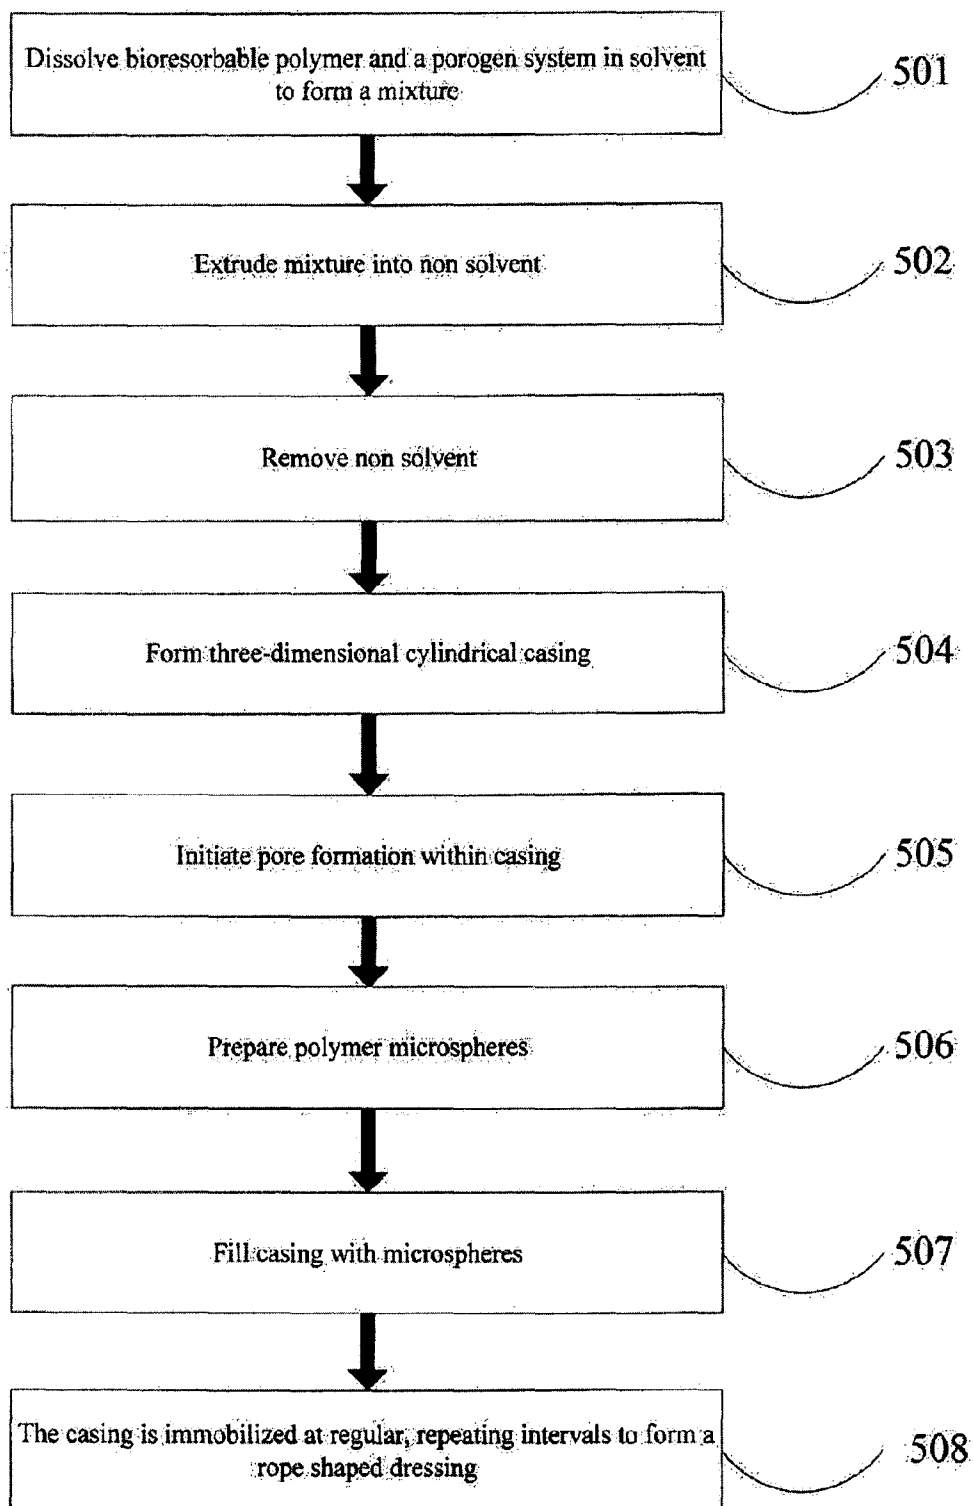 Dissolve bioresorbable polymer and a porogen system in solvent
to form a mixture
501
Extrude mixture into non solvent
502
Remove non solvent
503
Form three-dimensional cylindrical casing
504
Initiate pore formation within casing
505
Prepare polymer microspheres
506
Fill casing with microspheres
507
The casing is immobilized at regular, repeating intervals to form a
rope shaped dressing
508